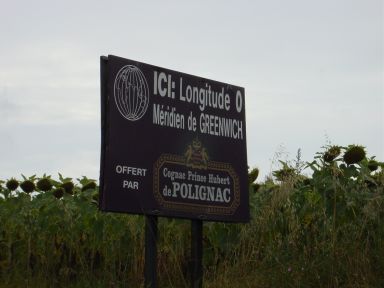 ICI: Longitude 0
Méridien de GREENWICH
OFFERT
PAR
Cognac Prince Hubert
de POLIGNAC